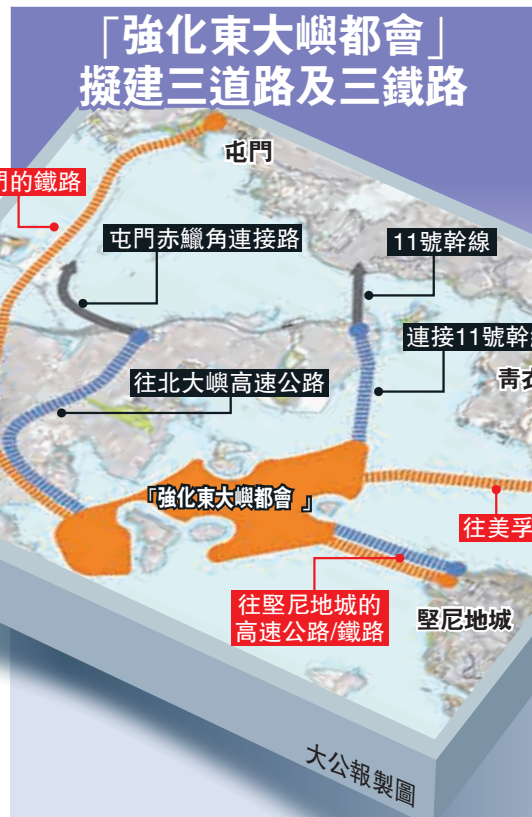 「強化東大嶼都會」
擬建三道路及三鐵路
屯門
門的鐵路
屯門赤鱲角連接路
11號幹線
連接11號幹
往北大嶼高速公路
青衣
「強化東大嶼都會」
往美孚
往堅尼地城的
高速公路/鐵路
堅尼地城
大公報製圖